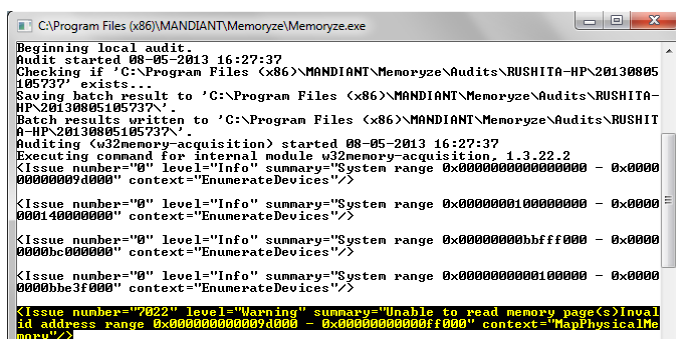 C:\Program Files (x86)\MANDIANT\Memoryze\Memoryze.exe
Beginning local audit.
Audit started 08-05-2013 16:27:37
Checking if 'C:\Program Files (x86)\MANDIANT\Memoryze\Audits\RUSHITA-HP\20130805
105737' exists...
Saving batch result to 'C:\Program Files (x86)\MANDIANT\Memoryze\Audits\RUSHITA-
HP\20130805105737\'.
Batch results written to 'C:\Program Files (x86)\MANDIANT\Memoryze\Audits\RUSHIT
A-HP\20130805105737\'.
Auditing (w32memory-acquisition) started 08-05-2013 16:27:37
Executing command for internal module w32memory-acquisition, 1.3.22.2
<Issue number="0" level="Info" summary="System range 0x0000000000000000 - 0x0000
00000009d000" context="EnumerateDevices"/>
<Issue number="0" level="Info" summary="System range 0x0000000100000000 - 0x0000
000140000000" context="EnumerateDevices"/>
<Issue number="0" level="Info" summary="System range 0x00000000bbfff000 - 0x0000
0000bc000000" context="EnumerateDevices"/>
<Issue number="0" level="Info" summary="System range 0x0000000000100000 - 0x0000
0000bbe3f000" context="EnumerateDevices"/>
<Issue number="7022" level="Warning" summary="Unable to read memory page(s)Inval
id address range 0x000000000009d000 - 0x00000000000ff000" context="MapPhysicalMe
mory"/>